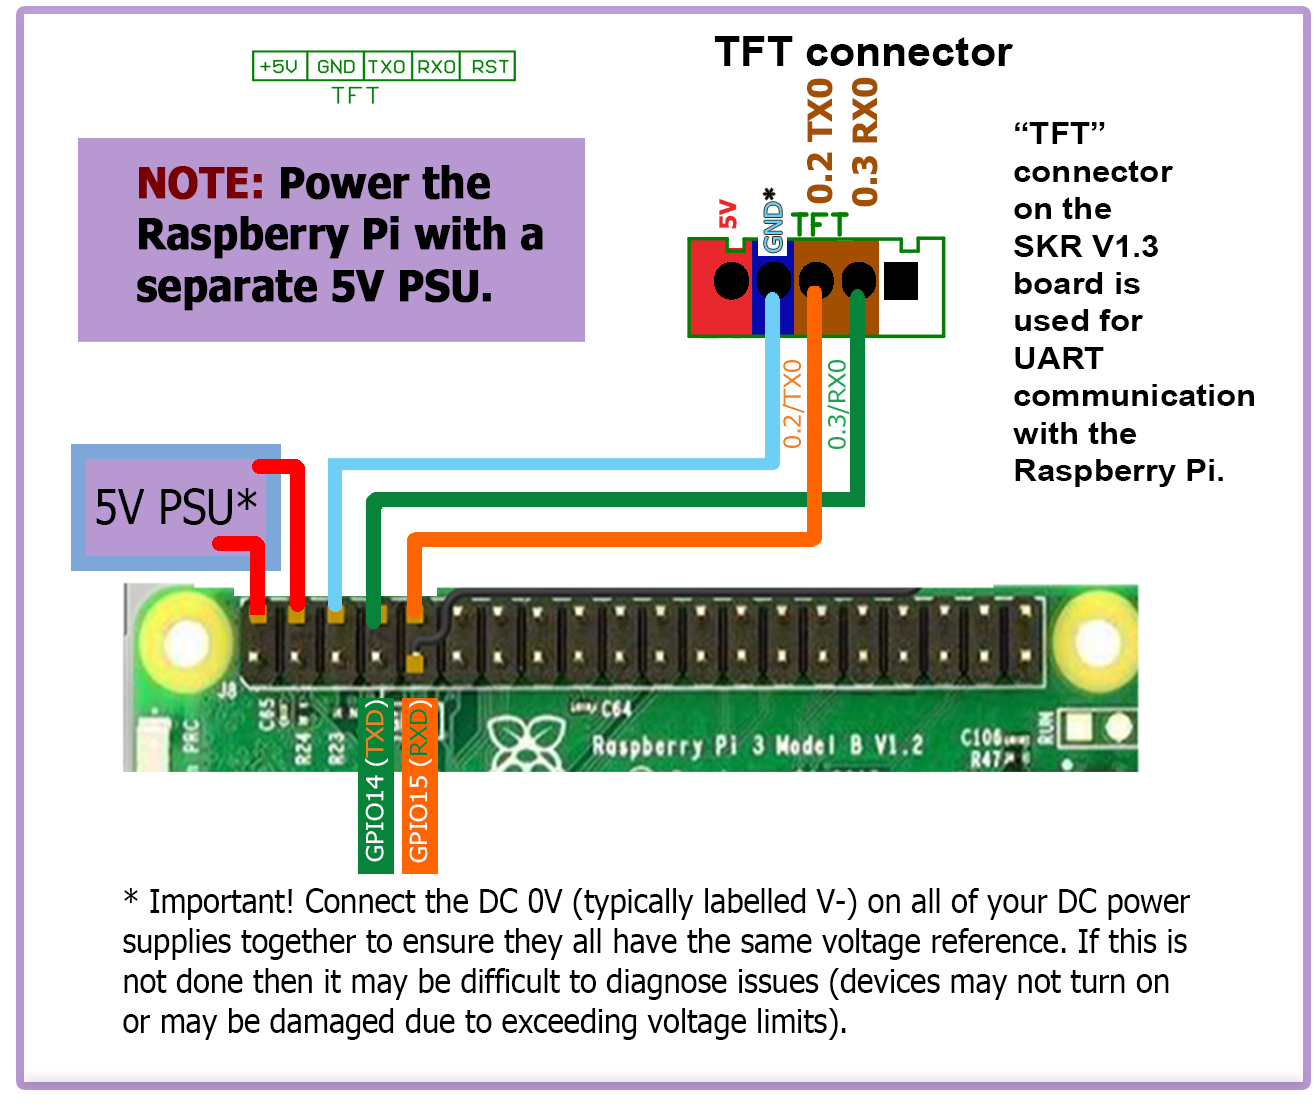 TFT connector
+5V GND TX0 RX0 RST
TFT
0.2 TX0
0.3 RX0
5V
GND*
TFT
NOTE: Power the
Raspberry Pi with a
separate 5V PSU.
“TFT”
connector
on the
SKR V1.3
board is
used for
UART
communication
with the
Raspberry Pi.
0.2/TX0
0.3/RX0
5V PSU*
J8
PRC
C65
R24
R23
C64
Raspberry Pi 3 Model B V1.2
C106
R47
RUN
GPIO14 (TXD)
GPIO15 (RXD)
* Important! Connect the DC 0V (typically labelled V-) on all of your DC power
supplies together to ensure they all have the same voltage reference. If this is
not done then it may be difficult to diagnose issues (devices may not turn on
or may be damaged due to exceeding voltage limits).